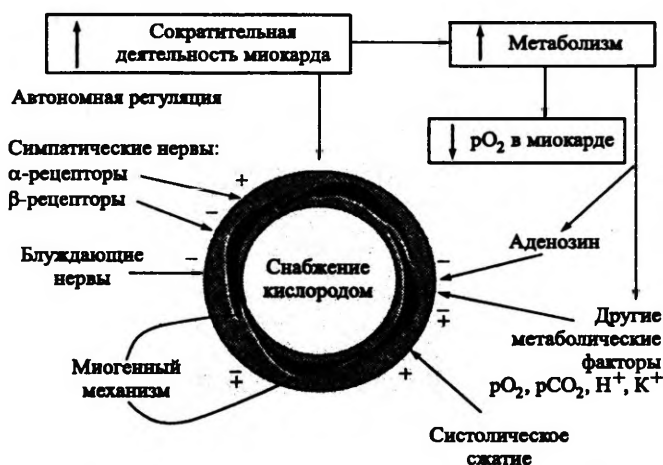 Сократительная
деятельность миокарда
Метаболизм
Автономная регуляция
pO₂ в миокарде
Симпатические нервы:
α-рецепторы
β-рецепторы
+
−
Аденозин
Блуждающие
нервы
−
Снабжение
кислородом
−
∓
Другие
метаболические
факторы
pO₂, pCO₂, H⁺, K⁺
Миогенный
механизм
∓
+
Систолическое
сжатие